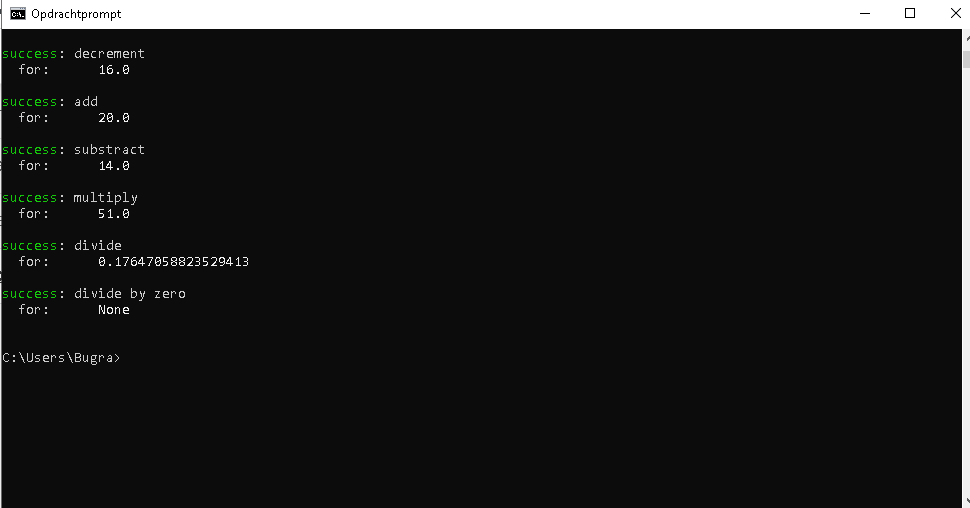 Opdrachtprompt
success: decrement
for: 16.0
success: add
for: 20.0
success: substract
for: 14.0
success: multiply
for: 51.0
success: divide
for: 0.17647058823529413
success: divide by zero
for: None
C:\Users\Bugra>